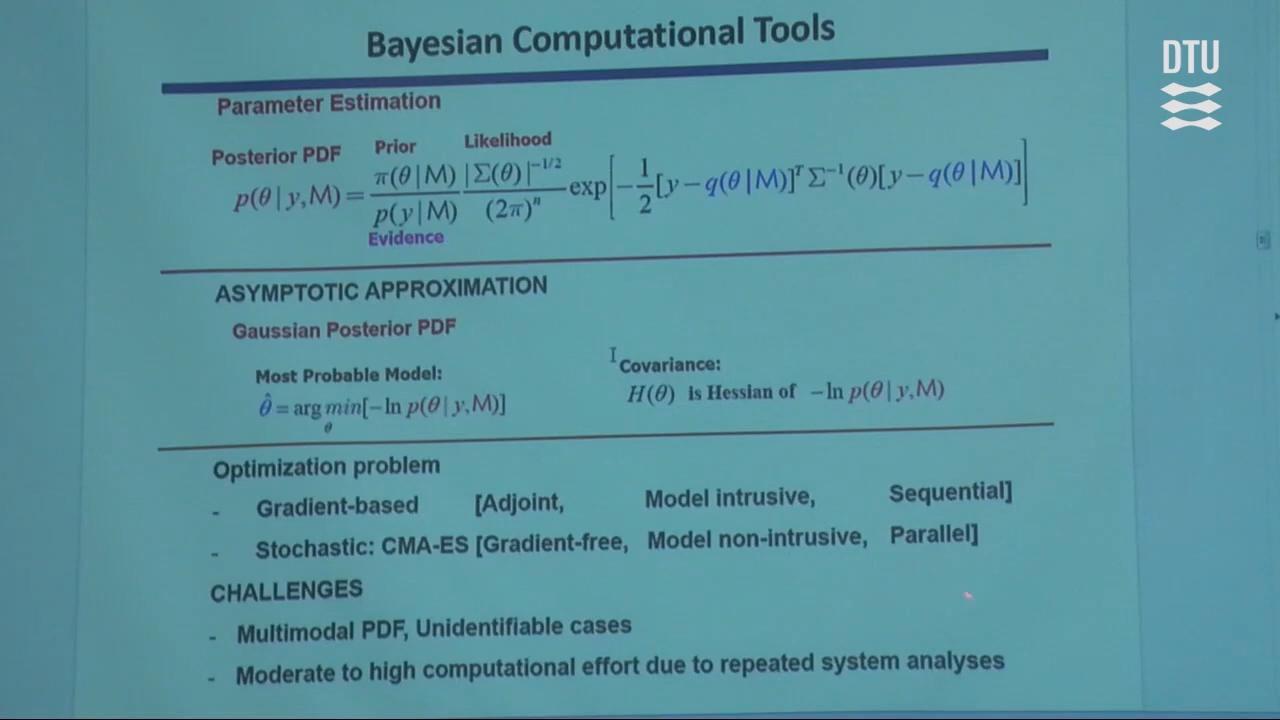 Bayesian Computational Tools
DTU
Parameter Estimation
Posterior PDF Prior Likelihood
p(θ | y,M) = π(θ | M) / p(y | M) |Σ(θ)|^{-1/2} / (2π)^n exp[ -1/2 [y − q(θ | M)]^T Σ^{-1}(θ)[y − q(θ | M)] ]
Evidence
ASYMPTOTIC APPROXIMATION
Gaussian Posterior PDF
Most Probable Model: Covariance:
θ̂ = arg min[−ln p(θ | y,M)] H(θ) is Hessian of −ln p(θ | y,M)
θ
Optimization problem
- Gradient-based [Adjoint, Model intrusive, Sequential]
- Stochastic: CMA-ES [Gradient-free, Model non-intrusive, Parallel]
CHALLENGES
- Multimodal PDF, Unidentifiable cases
- Moderate to high computational effort due to repeated system analyses